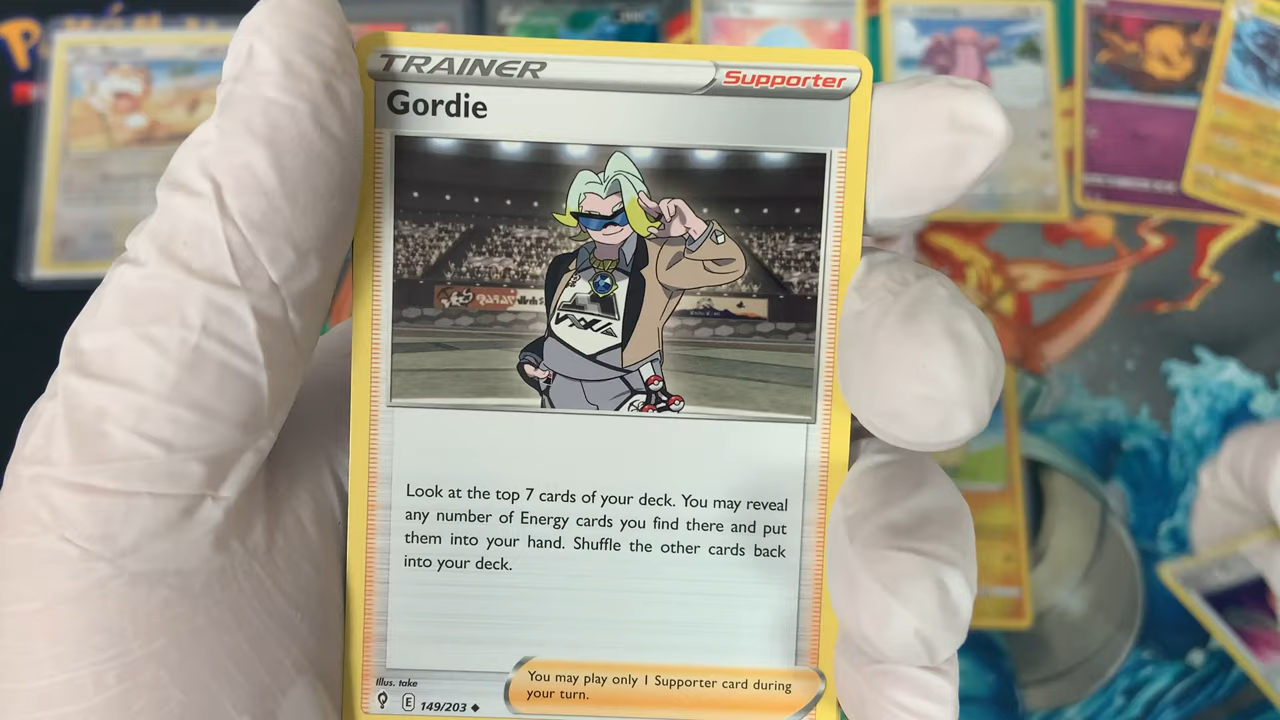 TRAINER
Supporter
Gordie
Look at the top 7 cards of your deck. You may reveal
any number of Energy cards you find there and put
them into your hand. Shuffle the other cards back
into your deck.
You may play only 1 Supporter card during
your turn.
Illus. take
E 149/203